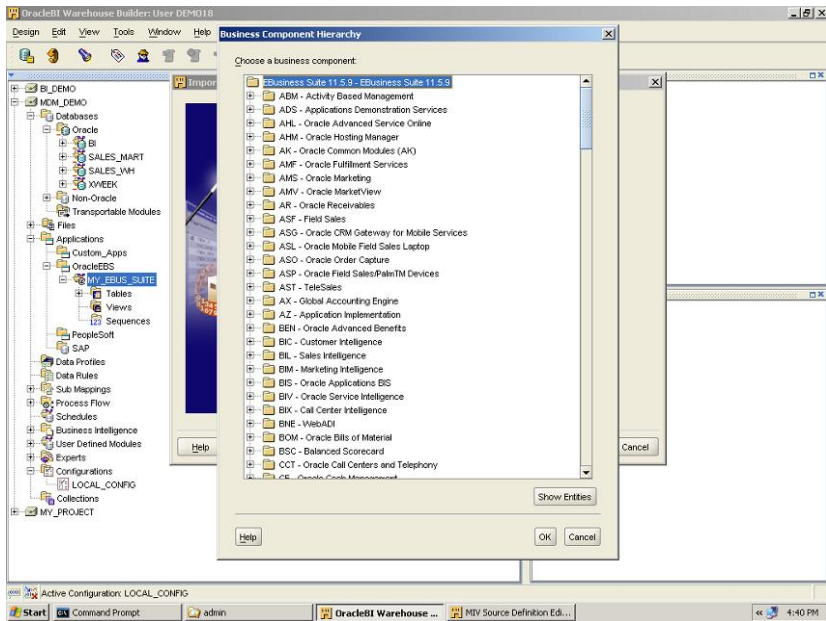 OracleBI Warehouse Builder: User DEMO18
Design Edit View Tools Window Help
BI_DEMO
MDM_DEMO
Databases
Oracle
BI
SALES_MART
SALES_WH
XWEEK
Non-Oracle
Transportable Modules
Files
Applications
Custom_Apps
OracleEBS
MY_EBUS_SUITE
Tables
Views
Sequences
PeopleSoft
SAP
Data Profiles
Data Rules
Sub Mappings
Process Flow
Schedules
Business Intelligence
User Defined Modules
Experts
Configurations
LOCAL_CONFIG
Collections
MY_PROJECT
Impor
Help
Cancel
Business Component Hierarchy
Choose a business component:
EBusiness Suite 11.5.9 - EBusiness Suite 11.5.9
ABM - Activity Based Management
ADS - Applications Demonstration Services
AHL - Oracle Advanced Service Online
AHM - Oracle Hosting Manager
AK - Oracle Common Modules (AK)
AMF - Oracle Fulfillment Services
AMS - Oracle Marketing
AMV - Oracle MarketView
AR - Oracle Receivables
ASF - Field Sales
ASG - Oracle CRM Gateway for Mobile Services
ASL - Oracle Mobile Field Sales Laptop
ASO - Oracle Order Capture
ASP - Oracle Field Sales/PalmTM Devices
AST - TeleSales
AX - Global Accounting Engine
AZ - Application Implementation
BEN - Oracle Advanced Benefits
BIC - Customer Intelligence
BIL - Sales Intelligence
BIM - Marketing Intelligence
BIS - Oracle Applications BIS
BIV - Oracle Service Intelligence
BIX - Call Center Intelligence
BNE - WebADI
BOM - Oracle Bills of Material
BSC - Balanced Scorecard
CCT - Oracle Call Centers and Telephony
CE - Oracle Cash Management
Show Entities
Help
OK Cancel
Active Configuration: LOCAL_CONFIG
Start Command Prompt admin OracleBI Warehouse ... MIV Source Definition Edi... 4:40 PM